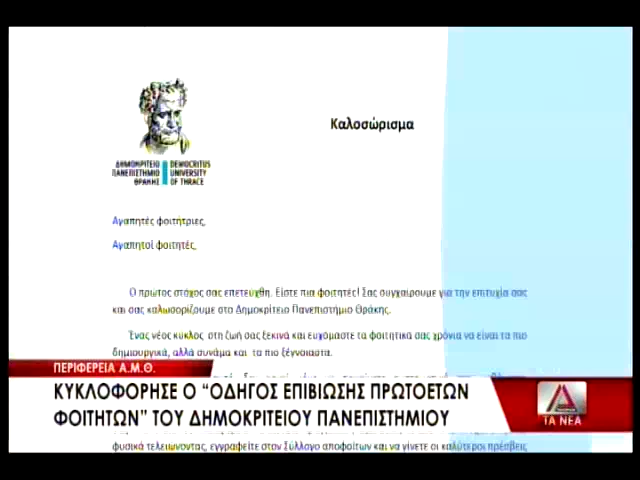 Καλοσώρισμα
ΔΗΜΟΚΡΙΤΕΙΟ
ΠΑΝΕΠΙΣΤΗΜΙΟ
ΘΡΑΚΗΣ
DEMOCRITUS
UNIVERSITY
OF THRACE
Αγαπητές φοιτήτριες,
Αγαπητοί φοιτητές,
Ο πρώτος στόχος σας επετεύχθη. Είστε πια φοιτητές! Σας συγχαίρουμε για την επιτυχία σας
και σας καλωσορίζουμε στο Δημοκρίτειο Πανεπιστήμιο Θράκης.
Ένας νέος κύκλος στη ζωή σας ξεκινά και ευχόμαστε τα φοιτητικά σας χρόνια να είναι τα πιο
δημιουργικά, αλλά συνάμα και τα πιο ξέγνοιαστα.
ΠΕΡΙΦΕΡΕΙΑ Α.Μ.Θ.
ΚΥΚΛΟΦΟΡΗΣΕ Ο “ΟΔΗΓΟΣ ΕΠΙΒΙΩΣΗΣ ΠΡΩΤΟΕΤΩΝ
ΦΟΙΤΗΤΩΝ” ΤΟΥ ΔΗΜΟΚΡΙΤΕΙΟΥ ΠΑΝΕΠΙΣΤΗΜΙΟΥ
ΤΑ ΝΕΑ
φυσικά τελειώνοντας, εγγραφείτε στον Σύλλογο αποφοίτων και να γίνετε οι καλύτεροι πρέσβεις